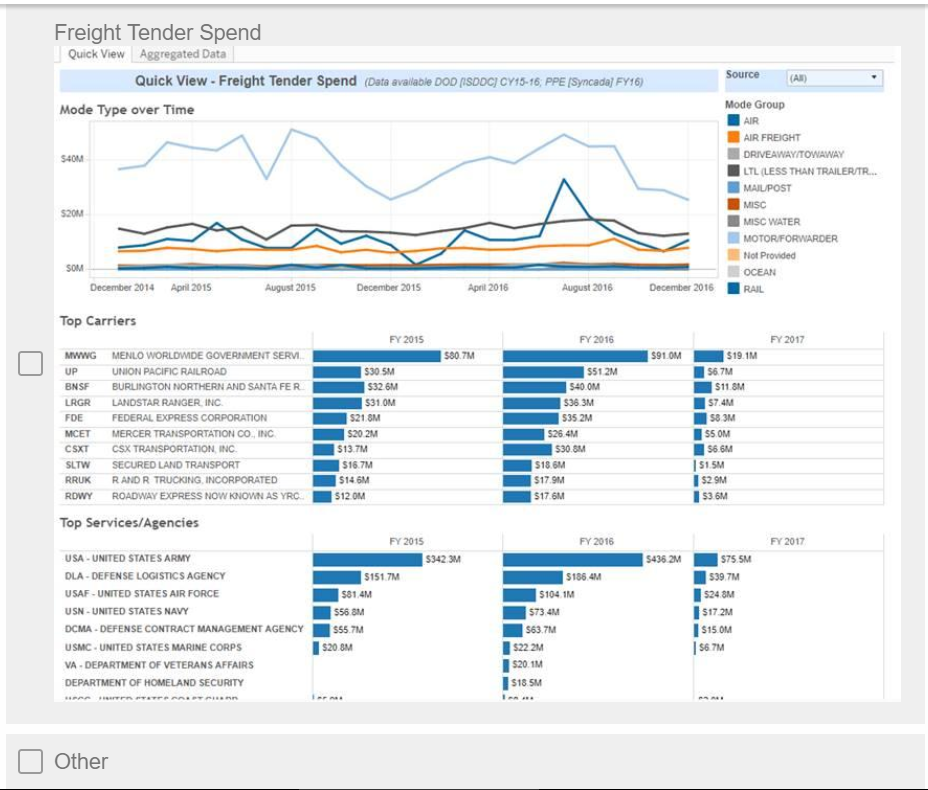 Freight Tender Spend
Quick View Aggregated Data
Quick View - Freight Tender Spend (Data available DOD [ISDDC] CY15-16, PPE [Syncada] FY16)
Source (All)
Mode Type over Time
Mode Group
AIR
AIR FREIGHT
DRIVEAWAY/TOWAWAY
LTL (LESS THAN TRAILER/TR...
MAIL/POST
MISC
MISC WATER
MOTOR/FORWARDER
Not Provided
OCEAN
RAIL
$40M
$20M
$0M
December 2014 April 2015 August 2015 December 2015 April 2016 August 2016 December 2016
Top Carriers
FY 2015 FY 2016 FY 2017
MWWG MENLO WORLDWIDE GOVERNMENT SERVI.. $80.7M $91.0M $19.1M
UP UNION PACIFIC RAILROAD $30.5M $51.2M $6.7M
BNSF BURLINGTON NORTHERN AND SANTA FE R.. $32.6M $40.0M $11.8M
LRGR LANDSTAR RANGER, INC. $31.0M $36.3M $7.4M
FDE FEDERAL EXPRESS CORPORATION $21.8M $35.2M $8.3M
MCET MERCER TRANSPORTATION CO., INC. $20.2M $26.4M $5.0M
CSXT CSX TRANSPORTATION, INC. $13.7M $30.8M $6.6M
SLTW SECURED LAND TRANSPORT $16.7M $18.6M $1.5M
RRUK R AND R TRUCKING, INCORPORATED $14.6M $17.9M $2.9M
RDWY ROADWAY EXPRESS NOW KNOWN AS YRC.. $12.0M $17.6M $3.6M
Top Services/Agencies
FY 2015 FY 2016 FY 2017
USA - UNITED STATES ARMY $342.3M $436.2M $75.5M
DLA - DEFENSE LOGISTICS AGENCY $151.7M $186.4M $39.7M
USAF - UNITED STATES AIR FORCE $81.4M $104.1M $24.8M
USN - UNITED STATES NAVY $56.8M $73.4M $17.2M
DCMA - DEFENSE CONTRACT MANAGEMENT AGENCY $55.7M $63.7M $15.0M
USMC - UNITED STATES MARINE CORPS $20.8M $22.2M $6.7M
VA - DEPARTMENT OF VETERANS AFFAIRS $20.1M
DEPARTMENT OF HOMELAND SECURITY $18.5M
USCG - UNITED STATES COAST GUARD
Other